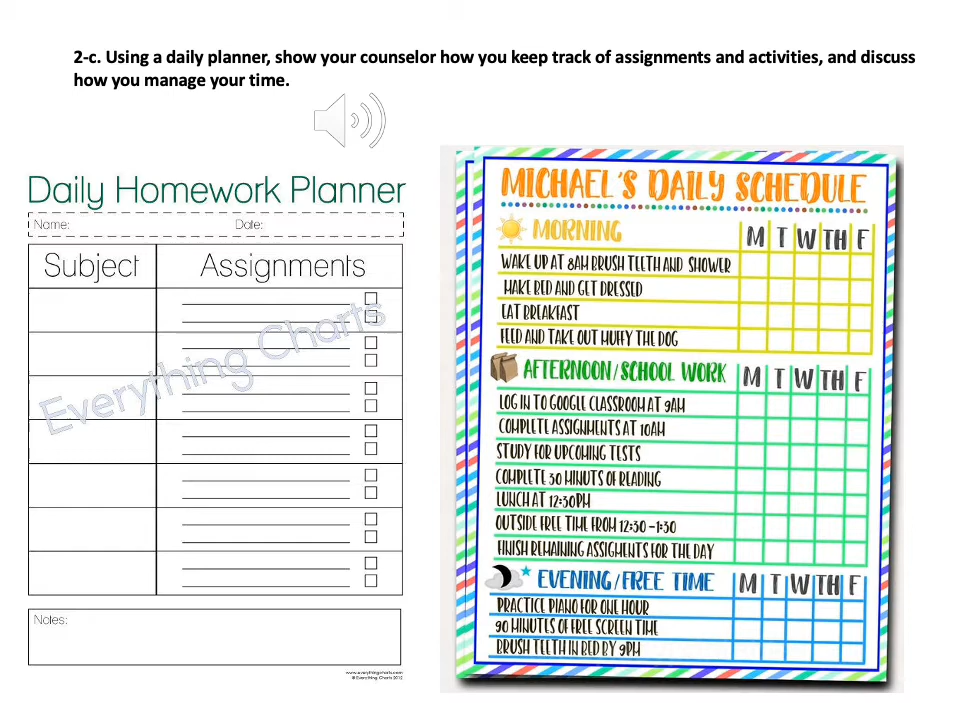 2-c. Using a daily planner, show your counselor how you keep track of assignments and activities, and discuss
how you manage your time.
Daily Homework Planner
Name: Date:
Subject Assignments
Everything Charts
Notes:
www.everythingcharts.com
© Everything Charts 2012
MICHAEL'S DAILY SCHEDULE
MORNING M T W TH F
WAKE UP AT 8AM BRUSH TEETH AND SHOWER
MAKE BED AND GET DRESSED
EAT BREAKFAST
FEED AND TAKE OUT MUFFY THE DOG
AFTERNOON/SCHOOL WORK M T W TH F
LOG IN TO GOOGLE CLASSROOM AT 9AM
COMPLETE ASSIGNMENTS AT 10AM
STUDY FOR UPCOMING TESTS
COMPLETE 30 MINUTS OF READING
LUNCH AT 12:30PM
OUTSIDE FREE TIME FROM 12:30 -1:30
FINISH REMAINING ASSIGMENTS FOR THE DAY
EVENING/FREE TIME M T W TH F
PRACTICE PIANO FOR ONE HOUR
90 MINUTES OF FREE SCREEN TIME
BRUSH TEETH IN BED BY 9PM